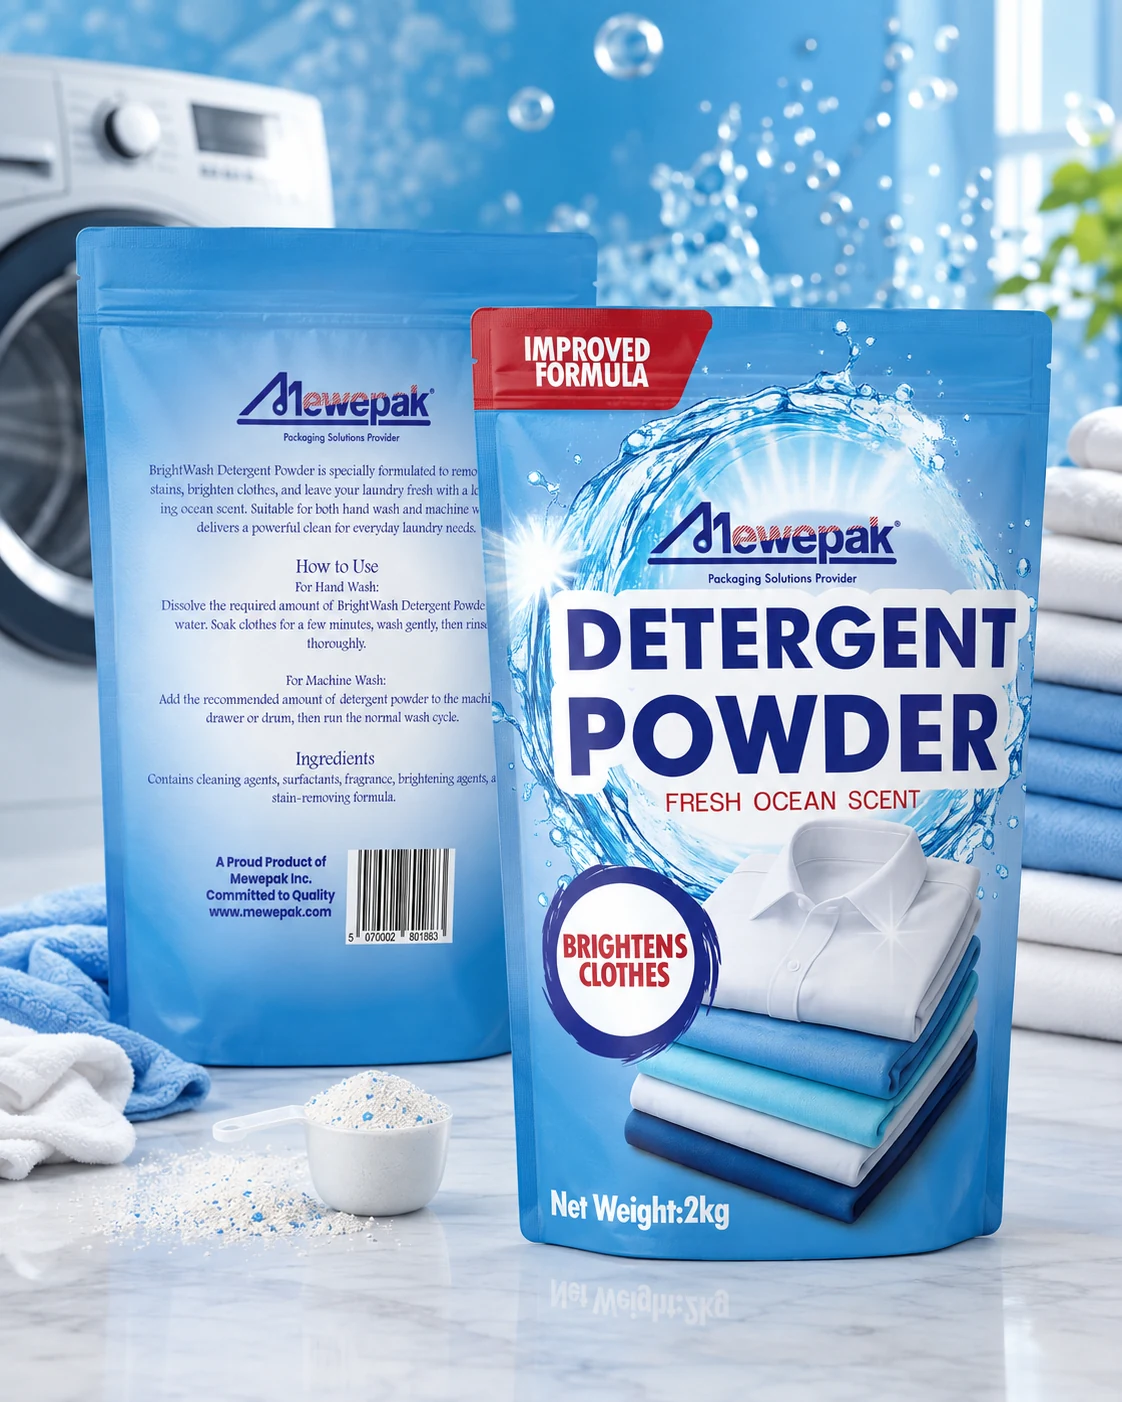 Mewepak®
Packaging Solutions Provider
BrightWash Detergent Powder is specially formulated to remo
stains, brighten clothes, and leave your laundry fresh with a lo
ing ocean scent. Suitable for both hand wash and machine w
delivers a powerful clean for everyday laundry needs.
How to Use
For Hand Wash:
Dissolve the required amount of BrightWash Detergent Powde
water. Soak clothes for a few minutes, wash gently, then rinse
thoroughly.
For Machine Wash:
Add the recommended amount of detergent powder to the machi
drawer or drum, then run the normal wash cycle.
Ingredients
Contains cleaning agents, surfactants, fragrance, brightening agents, a
stain-removing formula.
A Proud Product of
Mewepak Inc.
Committed to Quality
www.mewepak.com
5 070002 801883
IMPROVED
FORMULA
Mewepak®
Packaging Solutions Provider
DETERGENT
POWDER
FRESH OCEAN SCENT
BRIGHTENS
CLOTHES
Net Weight:2kg